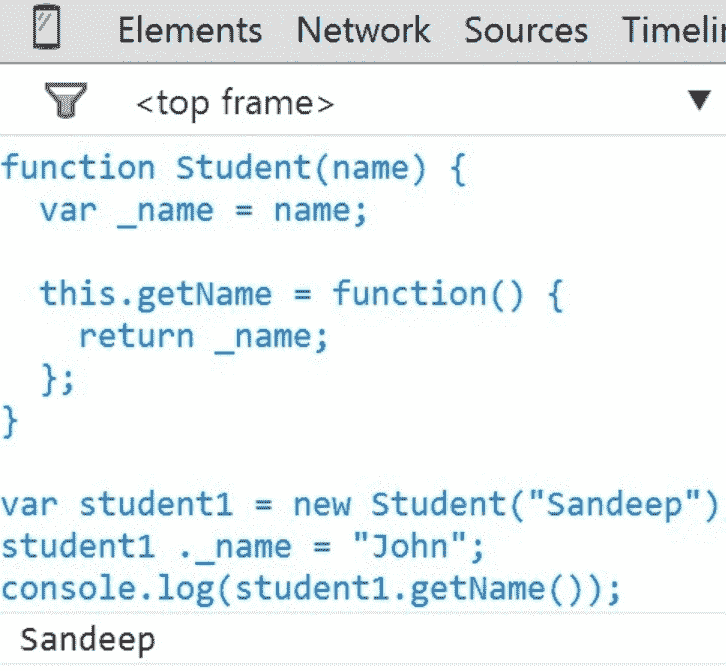 Elements Network Sources
<top frame> ▼
function Student(name) {
  var _name = name;

  this.getName = function() {
    return _name;
  };
}

var student1 = new Student("Sandeep")
student1 ._name = "John";
console.log(student1.getName());
Sandeep